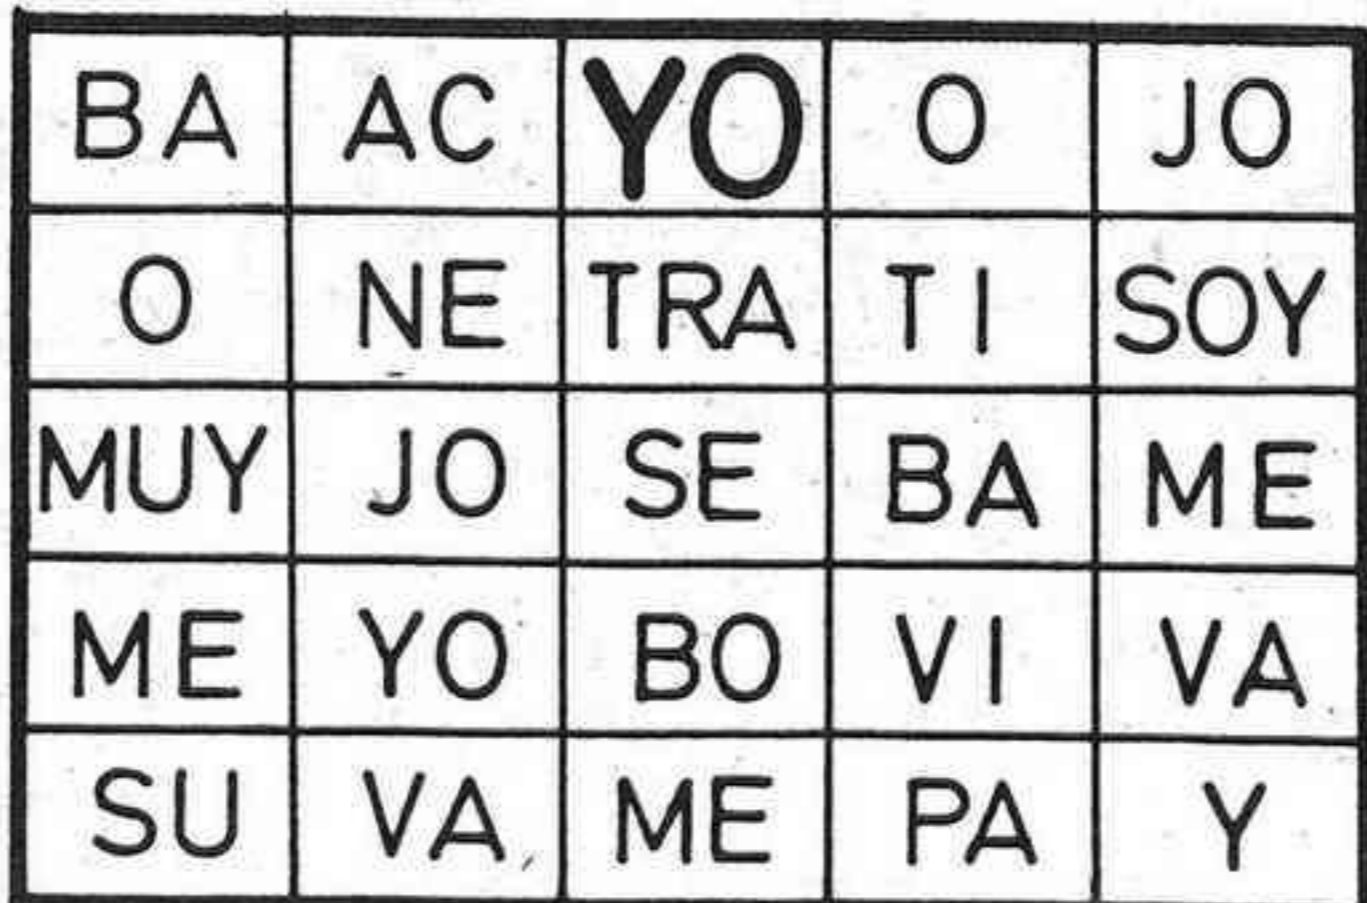 BA AC YO O JO
O NE TRA TI SOY
MUY JO SE BA ME
ME YO BO VI VA
SU VA ME PA Y